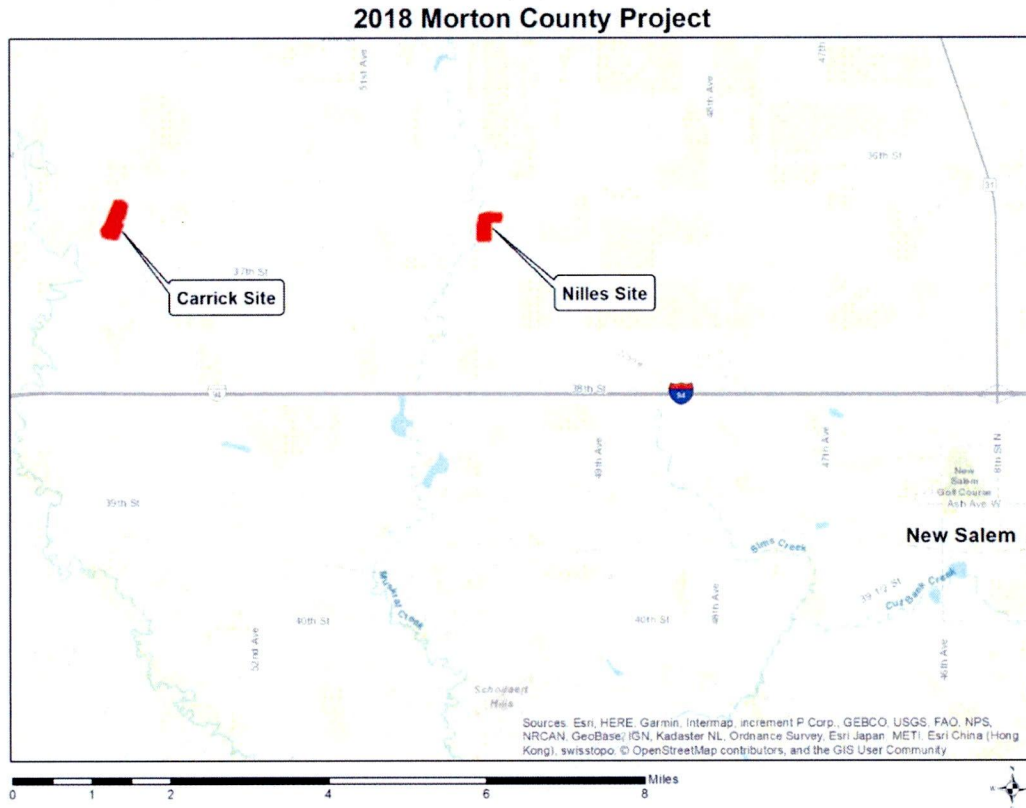 2018 Morton County Project
51st Ave
48th Ave
47th
36th St
31
37th St
Carrick Site
Nilles Site
94
38th St
94
49th Ave
47th Ave
8th St N
New
Salem
Golf Course
Ash Ave W
39th St
New Salem
Sims Creek
39 1/2 St
Muskrat Creek
48th Ave
40th St
40th St
52nd Ave
46th Ave
Hills
Sources: Esri, HERE, Garmin, Intermap, increment P Corp., GEBCO, USGS, FAO, NPS,
NRCAN, GeoBase, IGN, Kadaster NL, Ordnance Survey, Esri Japan, METI, Esri China (Hong
Kong), swisstopo, © OpenStreetMap contributors, and the GIS User Community
0 1 2 4 6 8 Miles